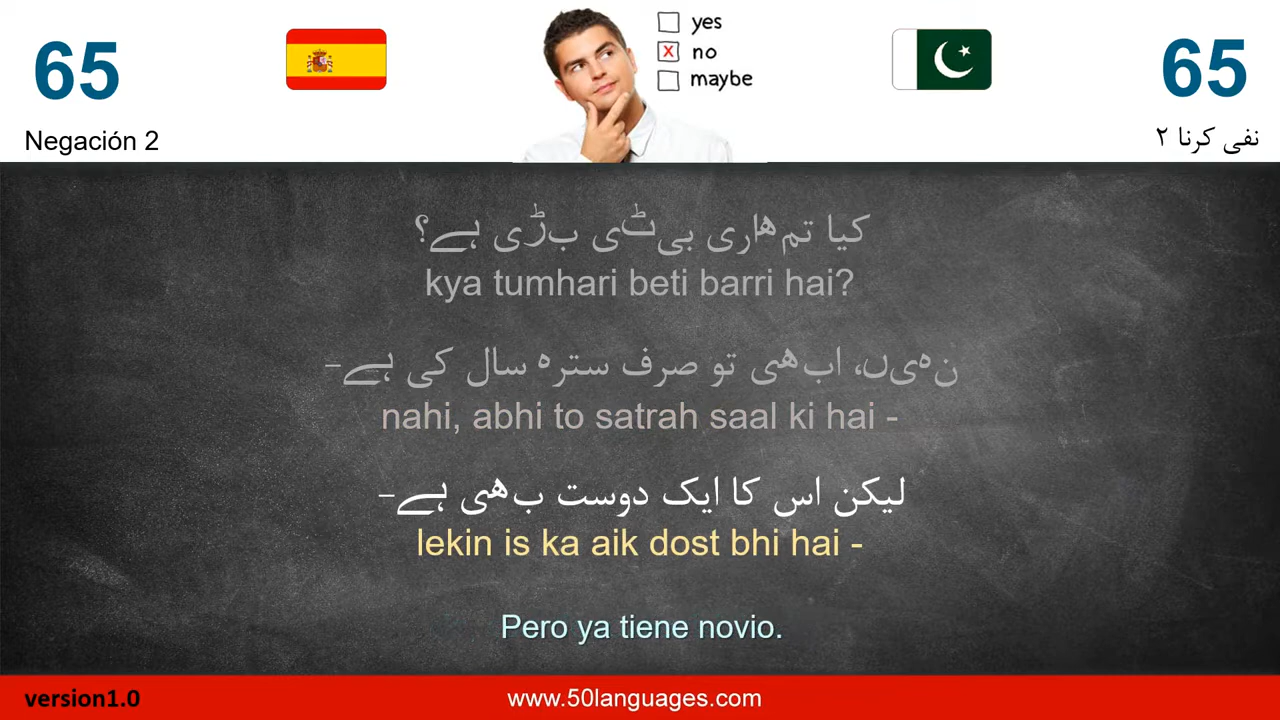 65
65
yes
no
maybe
Negación 2
نفی کرنا ۲
کیا تمہاری بیٹی بڑی ہے؟
kya tumhari beti barri hai?
نہیں، ابھی تو صرف سترہ سال کی ہے-
nahi, abhi to satrah saal ki hai -
لیکن اس کا ایک دوست بھی ہے-
lekin is ka aik dost bhi hai -
Pero ya tiene novio.
version1.0
www.50languages.com